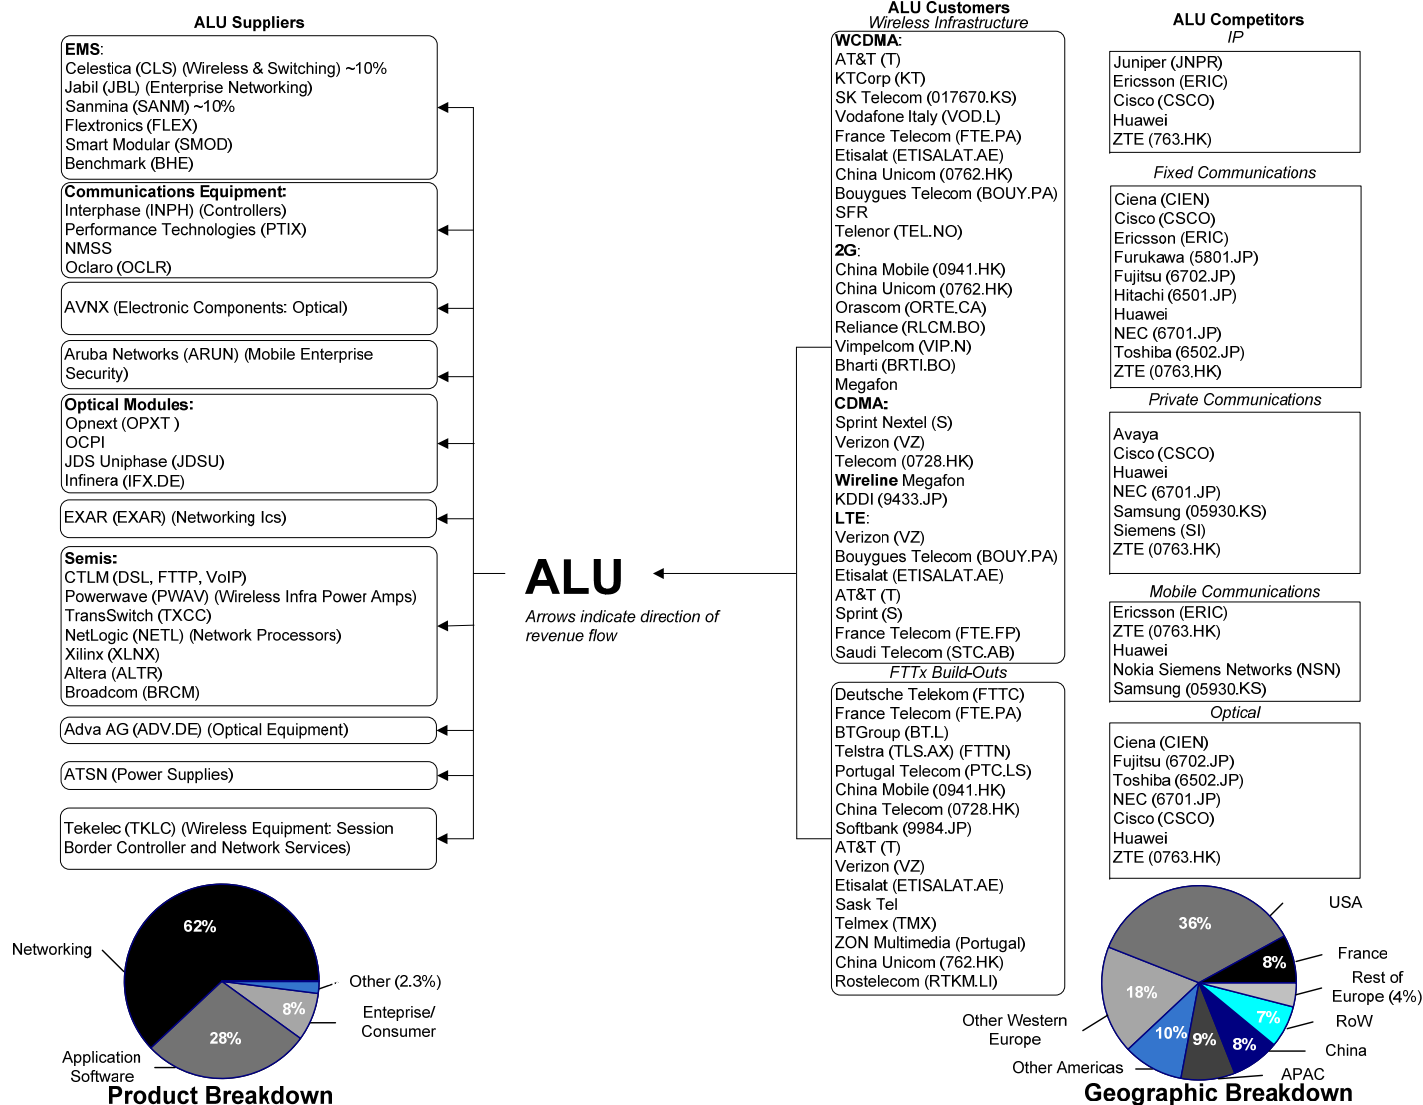 ALU Suppliers
EMS:
Celestica (CLS) (Wireless & Switching) ~10%
Jabil (JBL) (Enterprise Networking)
Sanmina (SANM) ~10%
Flextronics (FLEX)
Smart Modular (SMOD)
Benchmark (BHE)
Communications Equipment:
Interphase (INPH) (Controllers)
Performance Technologies (PTIX)
NMSS
Oclaro (OCLR)
AVNX (Electronic Components: Optical)
Aruba Networks (ARUN) (Mobile Enterprise
Security)
Optical Modules:
Opnext (OPXT )
OCPI
JDS Uniphase (JDSU)
Infinera (IFX.DE)
EXAR (EXAR) (Networking Ics)
Semis:
CTLM (DSL, FTTP, VoIP)
Powerwave (PWAV) (Wireless Infra Power Amps)
TransSwitch (TXCC)
NetLogic (NETL) (Network Processors)
Xilinx (XLNX)
Altera (ALTR)
Broadcom (BRCM)
Adva AG (ADV.DE) (Optical Equipment)
ATSN (Power Supplies)
Tekelec (TKLC) (Wireless Equipment: Session
Border Controller and Network Services)
ALU
Arrows indicate direction of
revenue flow
ALU Customers
Wireless Infrastructure
WCDMA:
AT&T (T)
KTCorp (KT)
SK Telecom (017670.KS)
Vodafone Italy (VOD.L)
France Telecom (FTE.PA)
Etisalat (ETISALAT.AE)
China Unicom (0762.HK)
Bouygues Telecom (BOUY.PA)
SFR
Telenor (TEL.NO)
2G:
China Mobile (0941.HK)
China Unicom (0762.HK)
Orascom (ORTE.CA)
Reliance (RLCM.BO)
Vimpelcom (VIP.N)
Bharti (BRTI.BO)
Megafon
CDMA:
Sprint Nextel (S)
Verizon (VZ)
Telecom (0728.HK)
Wireline Megafon
KDDI (9433.JP)
LTE:
Verizon (VZ)
Bouygues Telecom (BOUY.PA)
Etisalat (ETISALAT.AE)
AT&T (T)
Sprint (S)
France Telecom (FTE.FP)
Saudi Telecom (STC.AB)
FTTx Build-Outs
Deutsche Telekom (FTTC)
France Telecom (FTE.PA)
BTGroup (BT.L)
Telstra (TLS.AX) (FTTN)
Portugal Telecom (PTC.LS)
China Mobile (0941.HK)
China Telecom (0728.HK)
Softbank (9984.JP)
AT&T (T)
Verizon (VZ)
Etisalat (ETISALAT.AE)
Sask Tel
Telmex (TMX)
ZON Multimedia (Portugal)
China Unicom (762.HK)
Rostelecom (RTKM.LI)
ALU Competitors
IP
Juniper (JNPR)
Ericsson (ERIC)
Cisco (CSCO)
Huawei
ZTE (763.HK)
Fixed Communications
Ciena (CIEN)
Cisco (CSCO)
Ericsson (ERIC)
Furukawa (5801.JP)
Fujitsu (6702.JP)
Hitachi (6501.JP)
Huawei
NEC (6701.JP)
Toshiba (6502.JP)
ZTE (0763.HK)
Private Communications
Avaya
Cisco (CSCO)
Huawei
NEC (6701.JP)
Samsung (05930.KS)
Siemens (SI)
ZTE (0763.HK)
Mobile Communications
Ericsson (ERIC)
ZTE (0763.HK)
Huawei
Nokia Siemens Networks (NSN)
Samsung (05930.KS)
Optical
Ciena (CIEN)
Fujitsu (6702.JP)
Toshiba (6502.JP)
NEC (6701.JP)
Cisco (CSCO)
Huawei
ZTE (0763.HK)
62%
Networking
Other (2.3%)
8%
Enteprise/
Consumer
28%
Application
Software
Product Breakdown
36%
USA
8%
France
Rest of
Europe (4%)
7%
RoW
8%
China
9%
APAC
10%
Other Americas
18%
Other Western
Europe
Geographic Breakdown